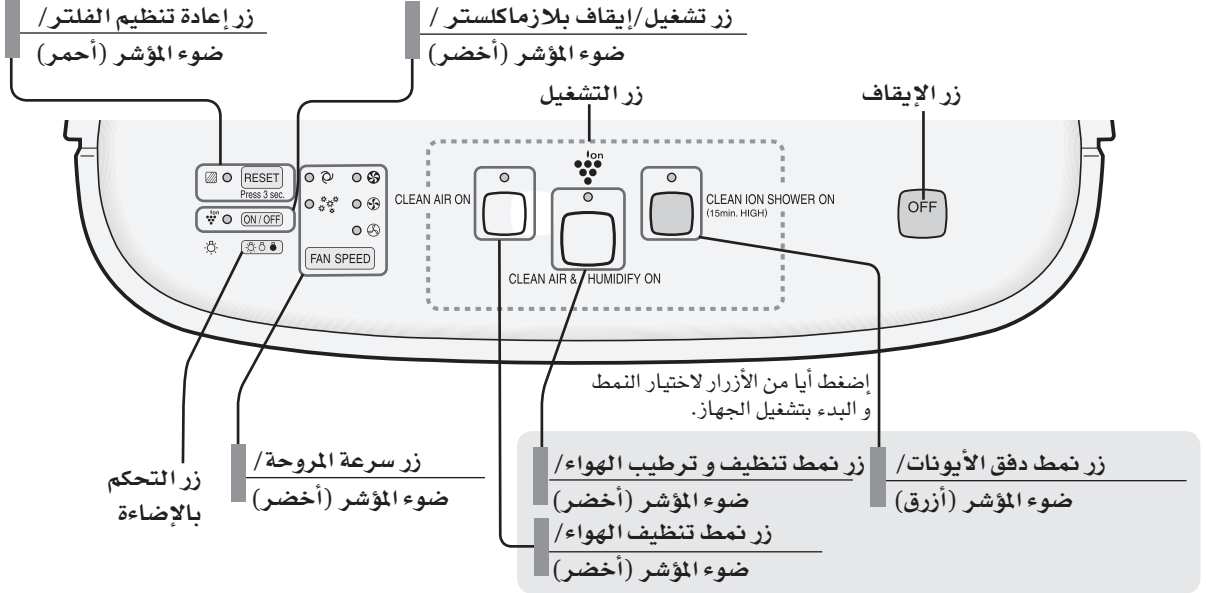 زر تشغيل/إيقاف بلازماكلستر /
ضوء المؤشر (أخضر)
زر إعادة تنظيم الفلتر/
ضوء المؤشر (أحمر)
زر الإيقاف
زر التشغيل
RESET
Press 3 sec.
ion
ON / OFF
FAN SPEED
CLEAN AIR ON
ion
CLEAN AIR & HUMIDIFY ON
CLEAN ION SHOWER ON
(15min. HIGH)
OFF
إضغط أيا من الأزرار لاختيار النمط
و البدء بتشغيل الجهاز.
زر نمط دفق الأيونات/
ضوء المؤشر (أزرق)
زر نمط تنظيف و ترطيب الهواء/
ضوء المؤشر (أخضر)
زر نمط تنظيف الهواء/
ضوء المؤشر (أخضر)
زر سرعة المروحة/
ضوء المؤشر (أخضر)
زر التحكم
بالإضاءة